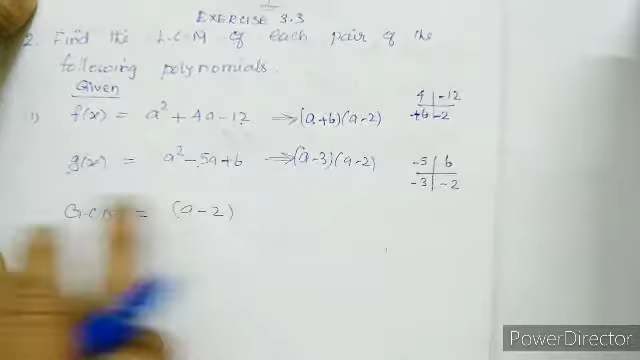 EXERCISE 3.3
2. Find the L.C.M of each pair of the
following polynomials.
Given
1) f(x) = a² + 4a - 12 ⇒ (a+6)(a-2)
4 | -12
+6 | -2
g(x) = a² - 5a + 6 ⇒ (a-3)(a-2)
-5 | 6
-3 | -2
G.C = (a-2)
PowerDirector